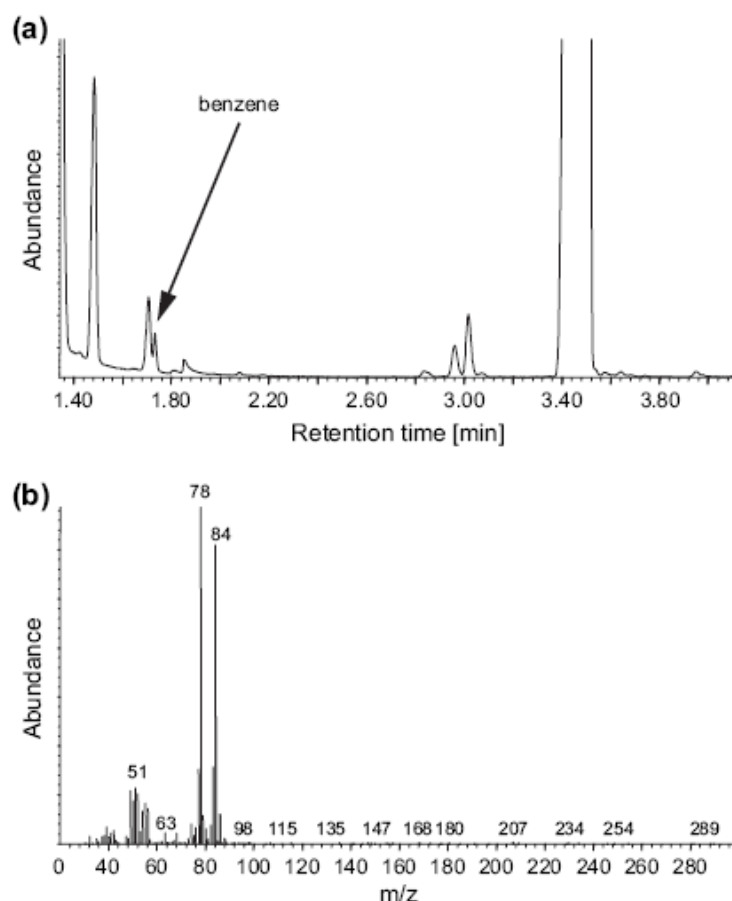 (a)
benzene
Abundance
1.40 1.80 2.20 2.60 3.00 3.40 3.80
Retention time [min]
(b)
78
84
51
63 98 115 135 147 168 180 207 234 254 289
Abundance
0 20 40 60 80 100 120 140 160 180 200 220 240 260 280
m/z